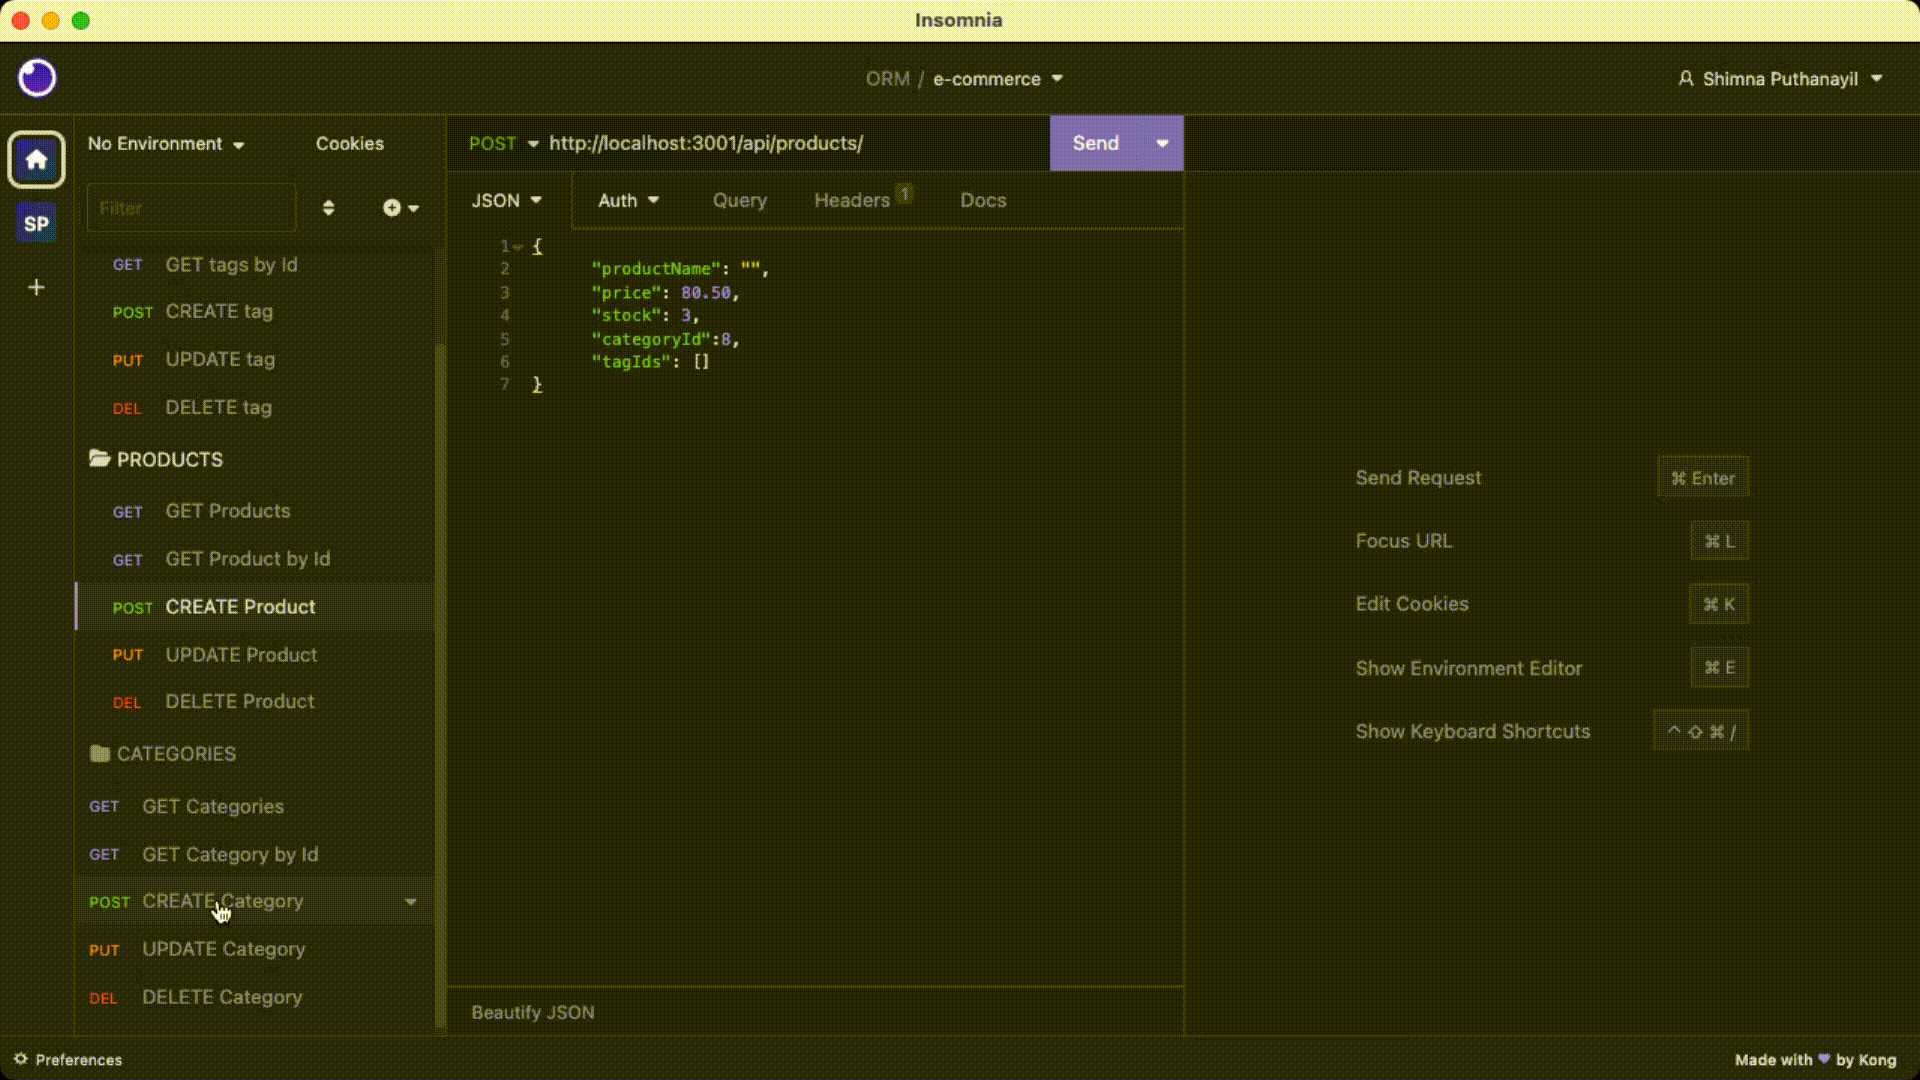 Insomnia
ORM / e-commerce
Shimna Puthanayil
No Environment
Cookies
POST
http://localhost:3001/api/products/
Send
SP
Filter
JSON
Auth
Query
Headers 1
Docs
GET GET tags by Id
POST CREATE tag
PUT UPDATE tag
DEL DELETE tag
PRODUCTS
GET GET Products
GET GET Product by Id
POST CREATE Product
PUT UPDATE Product
DEL DELETE Product
CATEGORIES
GET GET Categories
GET GET Category by Id
POST CREATE Category
PUT UPDATE Category
DEL DELETE Category
1 {
2 "productName": "",
3 "price": 80.50,
4 "stock": 3,
5 "categoryId":8,
6 "tagIds": []
7 }
Beautify JSON
Send Request ⌘ Enter
Focus URL ⌘ L
Edit Cookies ⌘ K
Show Environment Editor ⌘ E
Show Keyboard Shortcuts ^ ⇧ ⌘ /
Preferences
Made with ♥ by Kong